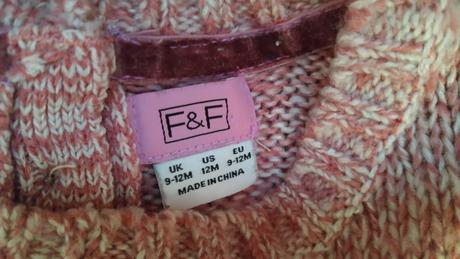 F&F
UK US EU
9-12M 12M 9-12M
MADE IN CHINA